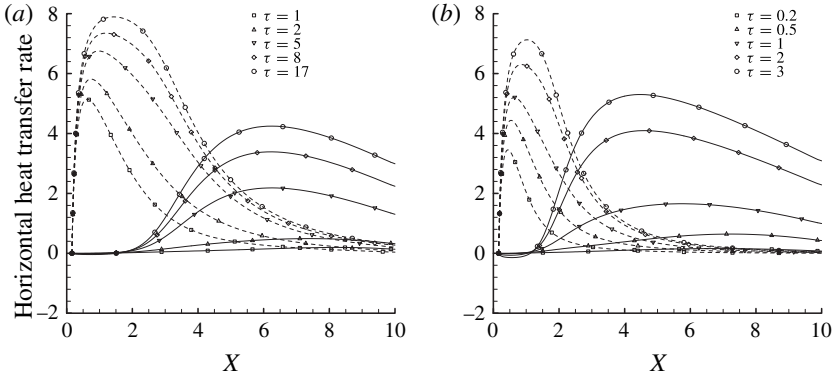 (a)
Horizontal heat transfer rate
8
6
4
2
0
−2
0 2 4 6 8 10
X
τ = 1
τ = 2
τ = 5
τ = 8
τ = 17
(b)
8
6
4
2
0
−2
0 2 4 6 8 10
X
τ = 0.2
τ = 0.5
τ = 1
τ = 2
τ = 3